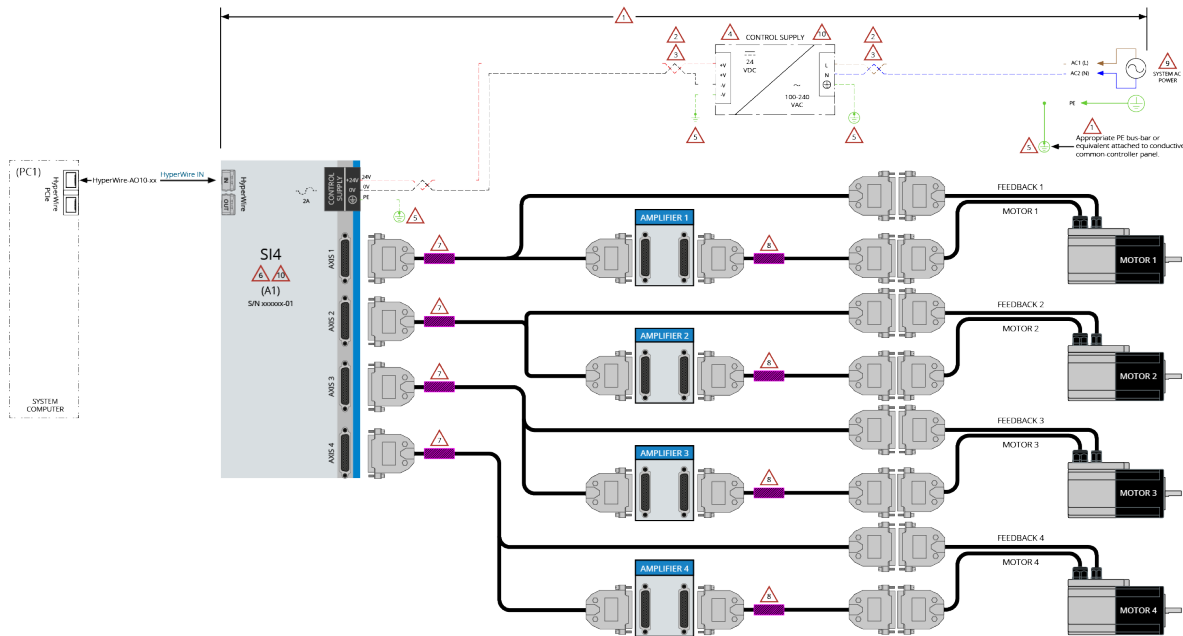 1
2
3
4
CONTROL SUPPLY
10
2
3
+V
+V
-V
-V
24
VDC
100-240
VAC
L
N
AC1 (L)
AC2 (N)
9
SYSTEM AC
POWER
PE
5
5
1
5
Appropriate PE bus-bar or
equivalent attached to conductive
common controller panel.
(PC1)
HyperWire
PCIe
HyperWire-AO10-xx
HyperWire IN
IN
OUT
HyperWire
2A
CONTROL
SUPPLY
+24V
0V
24V
0V
PE
5
SYSTEM
COMPUTER
SI4
6
10
(A1)
S/N xxxxxx-01
AXIS 1
7
AMPLIFIER 1
8
FEEDBACK 1
MOTOR 1
MOTOR 1
AXIS 2
7
AMPLIFIER 2
8
FEEDBACK 2
MOTOR 2
MOTOR 2
AXIS 3
7
AMPLIFIER 3
8
FEEDBACK 3
MOTOR 3
MOTOR 3
AXIS 4
7
AMPLIFIER 4
8
FEEDBACK 4
MOTOR 4
MOTOR 4